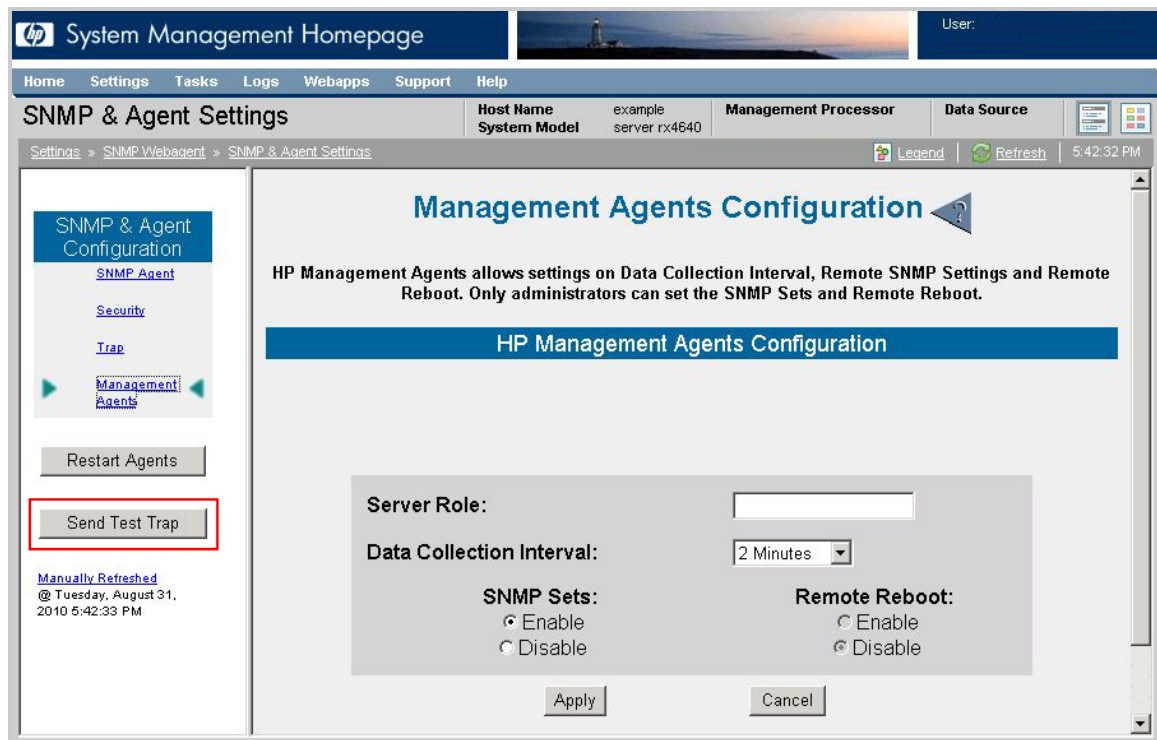 hp System Management Homepage
User:
Home Settings Tasks Logs Webapps Support Help
SNMP & Agent Settings
Host Name example
System Model server rx4640
Management Processor
Data Source
Settings » SNMP Webagent » SNMP & Agent Settings
Legend Refresh 5:42:32 PM
SNMP & Agent
Configuration
SNMP Agent
Security
Trap
Management
Agents
Restart Agents
Send Test Trap
Manually Refreshed
@ Tuesday, August 31,
2010 5:42:33 PM
Management Agents Configuration ?
HP Management Agents allows settings on Data Collection Interval, Remote SNMP Settings and Remote
Reboot. Only administrators can set the SNMP Sets and Remote Reboot.
HP Management Agents Configuration
Server Role:
Data Collection Interval: 2 Minutes
SNMP Sets: Remote Reboot:
Enable Enable
Disable Disable
Apply Cancel